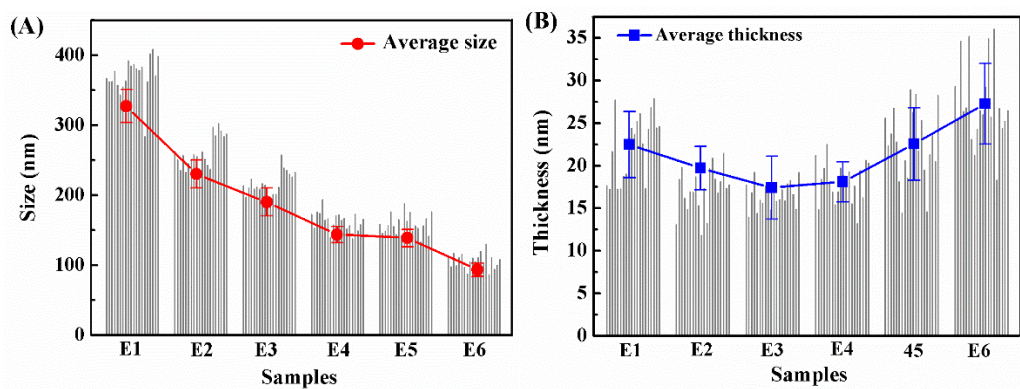 (A)
Average size
400
300
200
100
0
Size (nm)
E1 E2 E3 E4 E5 E6
Samples
(B)
Average thickness
35
30
25
20
15
10
5
0
Thickness (nm)
E1 E2 E3 E4 45 E6
Samples